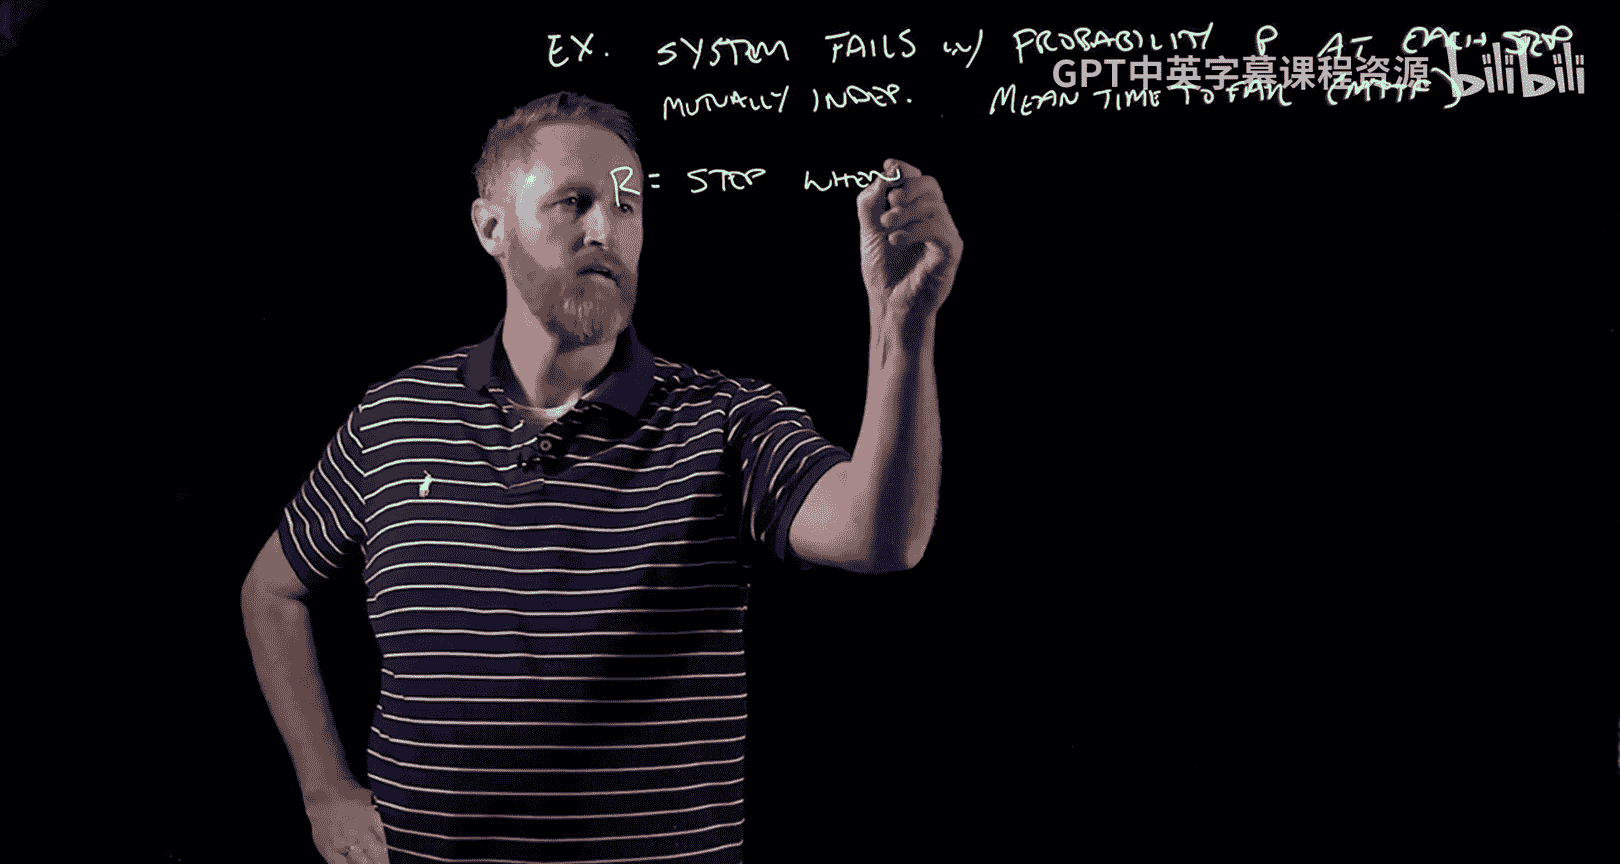 EX. SYSTEM FAILS w/ PROBABILITY P AT EACH STEP
GPT中英字幕课程资源 bilibili
MUTUALLY INDEP. MEAN TIME TO FAIL (MTTF)
R = STEP WHEN